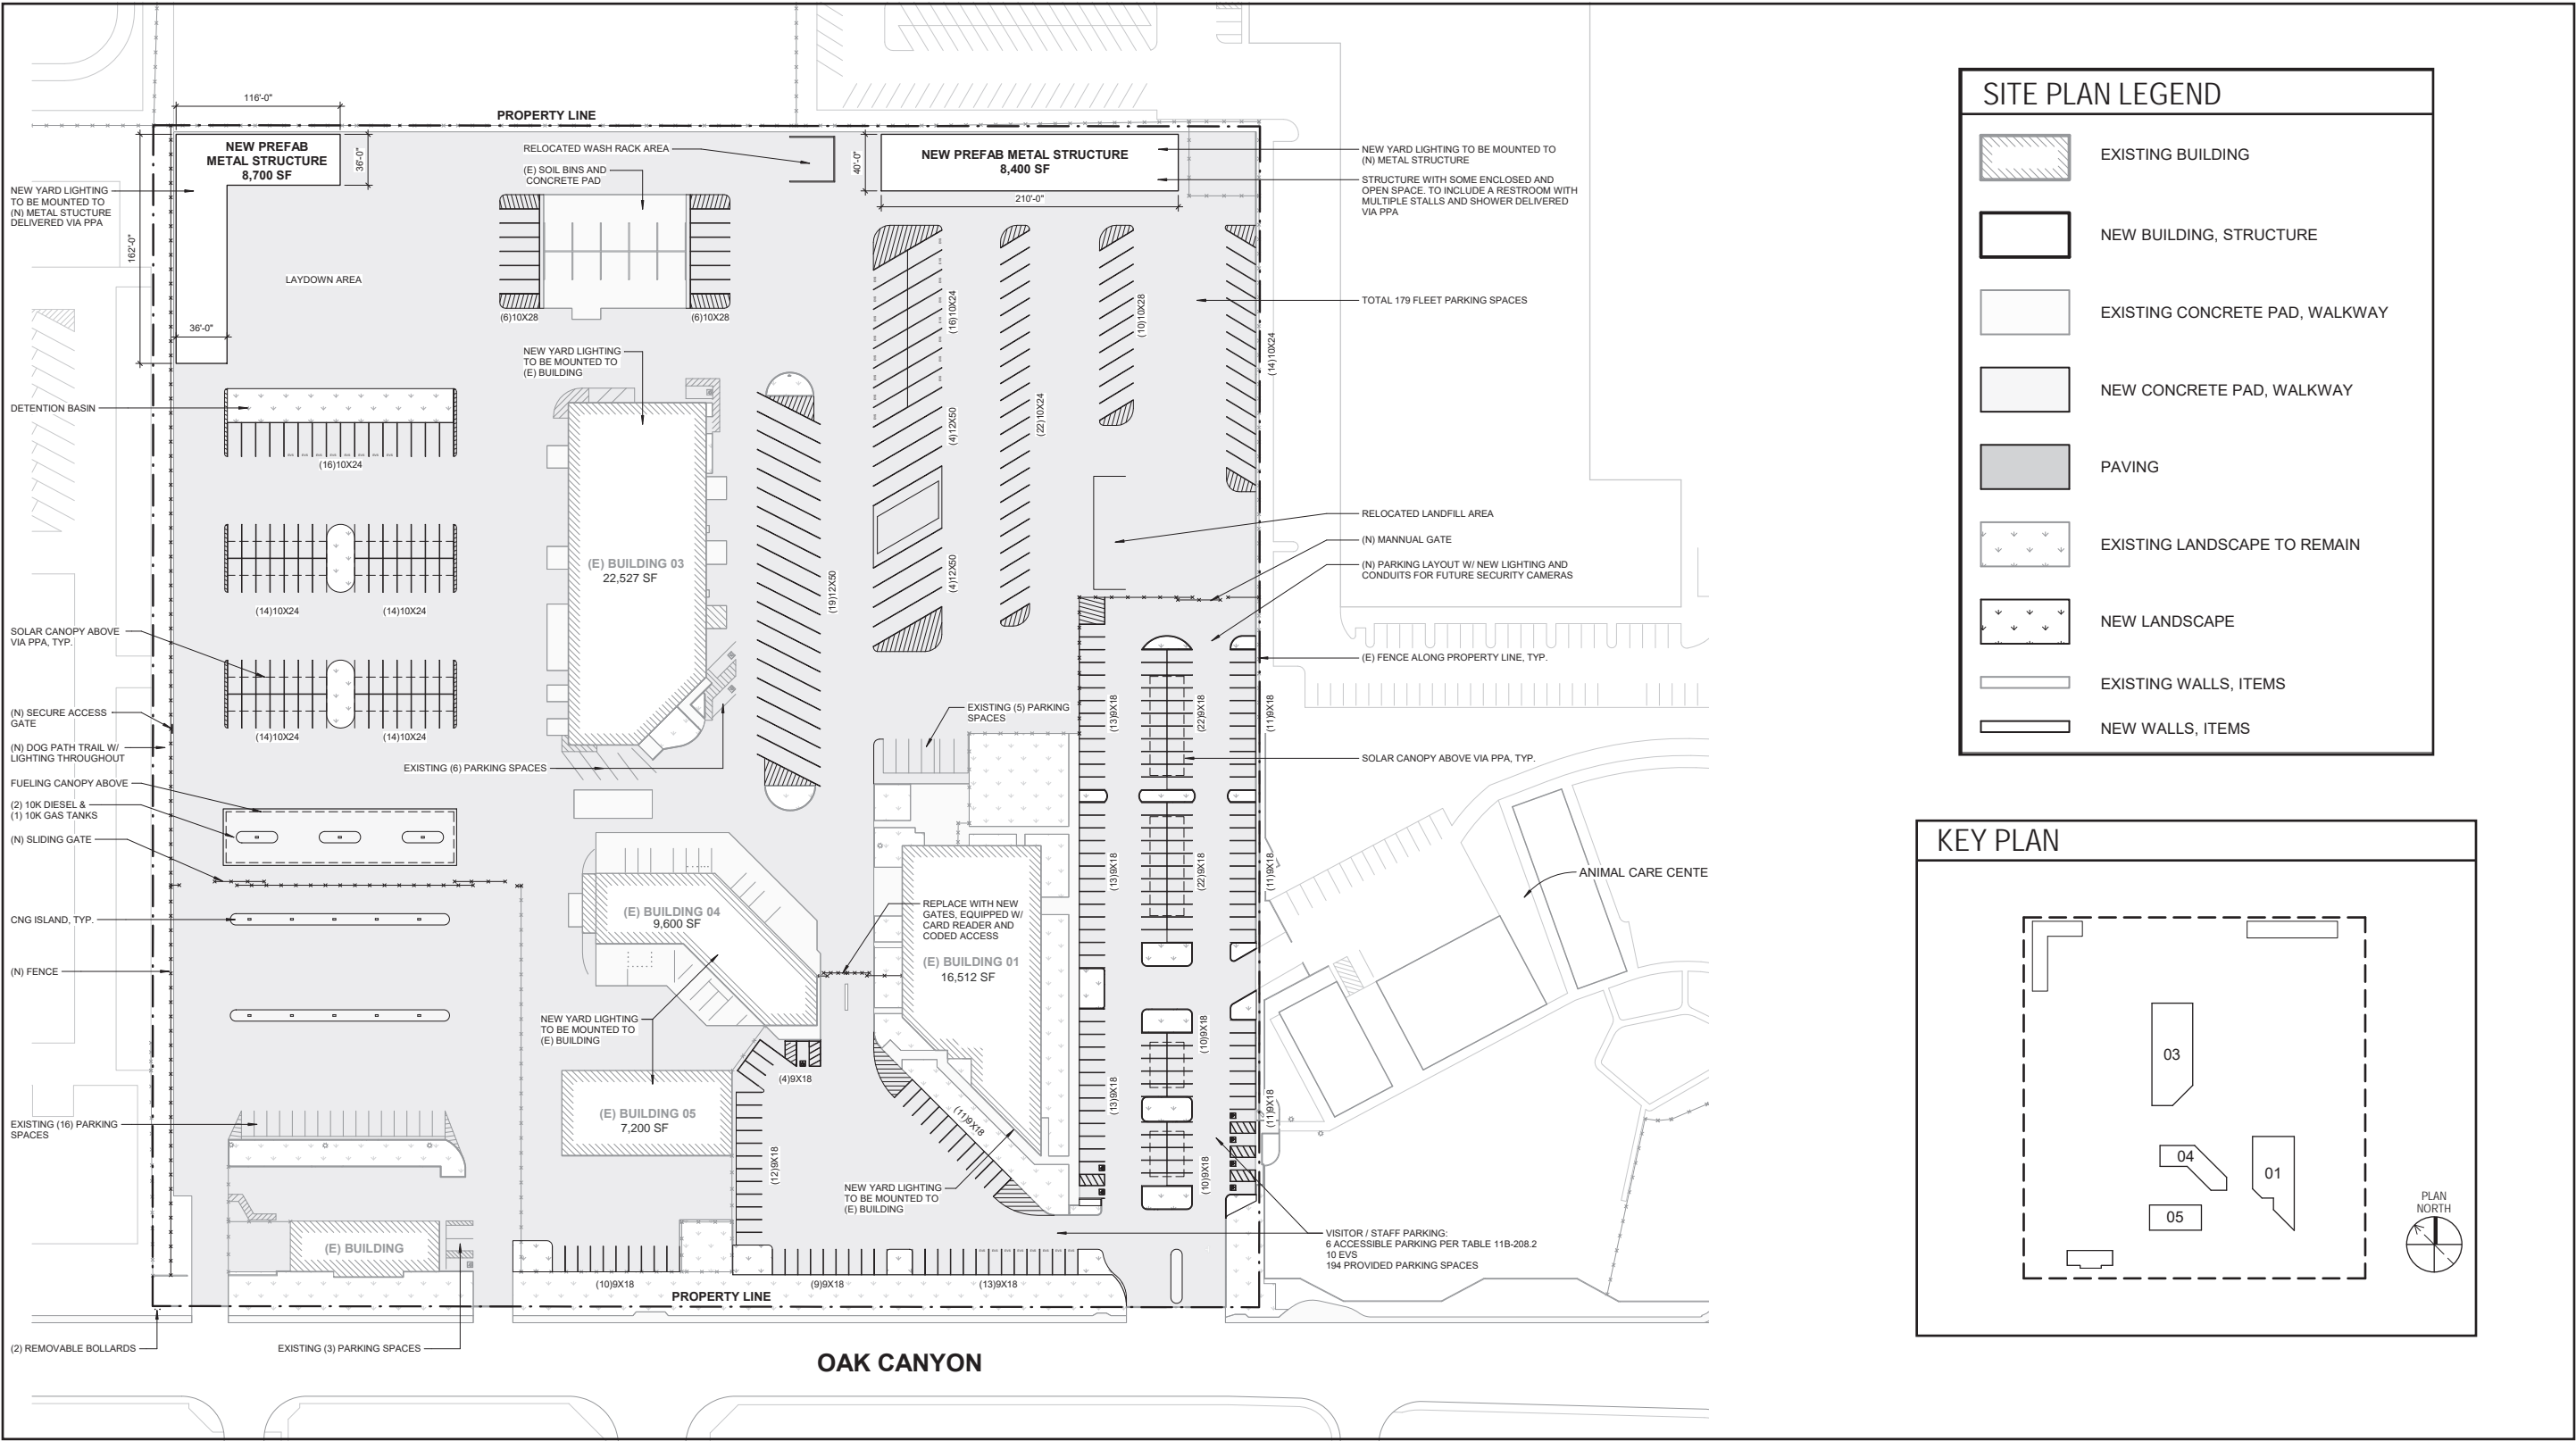 116'-0"
PROPERTY LINE
NEW PREFAB
METAL STRUCTURE
8,700 SF
36'-0"
RELOCATED WASH RACK AREA
(E) SOIL BINS AND
CONCRETE PAD
40'-0"
NEW PREFAB METAL STRUCTURE
8,400 SF
210'-0"
NEW YARD LIGHTING TO BE MOUNTED TO
(N) METAL STRUCTURE
STRUCTURE WITH SOME ENCLOSED AND
OPEN SPACE. TO INCLUDE A RESTROOM WITH
MULTIPLE STALLS AND SHOWER DELIVERED
VIA PPA
NEW YARD LIGHTING
TO BE MOUNTED TO
(N) METAL STUCTURE
DELIVERED VIA PPA
162'-0"
LAYDOWN AREA
36'-0"
(6)10X28
(6)10X28
(16)10X24
(10)10X28
TOTAL 179 FLEET PARKING SPACES
(14)10X24
NEW YARD LIGHTING
TO BE MOUNTED TO
(E) BUILDING
DETENTION BASIN
(16)10X24
(4)12X50
(22)10X24
RELOCATED LANDFILL AREA
(N) MANNUAL GATE
(N) PARKING LAYOUT W/ NEW LIGHTING AND
CONDUITS FOR FUTURE SECURITY CAMERAS
(E) BUILDING 03
22,527 SF
(19)12X50
(4)12X50
(14)10X24
(14)10X24
SOLAR CANOPY ABOVE
VIA PPA, TYP.
(E) FENCE ALONG PROPERTY LINE, TYP.
(N) SECURE ACCESS
GATE
(14)10X24
(14)10X24
EXISTING (5) PARKING
SPACES
(13)9X18
(22)9X18
(11)9X18
(N) DOG PATH TRAIL W/
LIGHTING THROUGHOUT
EXISTING (6) PARKING SPACES
SOLAR CANOPY ABOVE VIA PPA, TYP.
FUELING CANOPY ABOVE
(2) 10K DIESEL &
(1) 10K GAS TANKS
(N) SLIDING GATE
(13)9X18
(22)9X18
(11)9X18
ANIMAL CARE CENTE
CNG ISLAND, TYP.
(E) BUILDING 04
9,600 SF
REPLACE WITH NEW
GATES, EQUIPPED W/
CARD READER AND
CODED ACCESS
(E) BUILDING 01
16,512 SF
(N) FENCE
NEW YARD LIGHTING
TO BE MOUNTED TO
(E) BUILDING
(10)9X18
(4)9X18
(13)9X18
(11)9X18
(E) BUILDING 05
7,200 SF
(11)9X18
EXISTING (16) PARKING
SPACES
(12)9X18
(10)9X18
NEW YARD LIGHTING
TO BE MOUNTED TO
(E) BUILDING
VISITOR / STAFF PARKING:
6 ACCESSIBLE PARKING PER TABLE 11B-208.2
10 EVS
194 PROVIDED PARKING SPACES
(E) BUILDING
(10)9X18
(9)9X18
(13)9X18
PROPERTY LINE
(2) REMOVABLE BOLLARDS
EXISTING (3) PARKING SPACES
OAK CANYON
SITE PLAN LEGEND
EXISTING BUILDING
NEW BUILDING, STRUCTURE
EXISTING CONCRETE PAD, WALKWAY
NEW CONCRETE PAD, WALKWAY
PAVING
EXISTING LANDSCAPE TO REMAIN
NEW LANDSCAPE
EXISTING WALLS, ITEMS
NEW WALLS, ITEMS
KEY PLAN
03
04
01
05
PLAN
NORTH